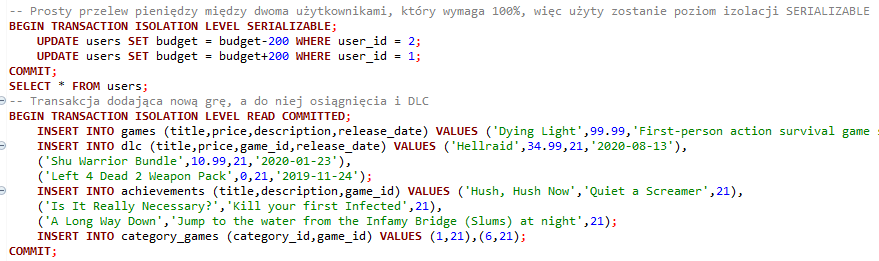 -- Prosty przelew pieniędzy między dwoma użytkownikami, który wymaga 100%, więc użyty zostanie poziom izolacji SERIALIZABLE
BEGIN TRANSACTION ISOLATION LEVEL SERIALIZABLE;
UPDATE users SET budget = budget-200 WHERE user_id = 2;
UPDATE users SET budget = budget+200 WHERE user_id = 1;
COMMIT;
SELECT * FROM users;
-- Transakcja dodająca nową grę, a do niej osiągnięcia i DLC
BEGIN TRANSACTION ISOLATION LEVEL READ COMMITTED;
INSERT INTO games (title,price,description,release_date) VALUES ('Dying Light',99.99,'First-person action survival game
INSERT INTO dlc (title,price,game_id,release_date) VALUES ('Hellraid',34.99,21,'2020-08-13'),
('Shu Warrior Bundle',10.99,21,'2020-01-23'),
('Left 4 Dead 2 Weapon Pack',0,21,'2019-11-24');
INSERT INTO achievements (title,description,game_id) VALUES ('Hush, Hush Now','Quiet a Screamer',21),
('Is It Really Necessary?','Kill your first Infected',21),
('A Long Way Down','Jump to the water from the Infamy Bridge (Slums) at night',21);
INSERT INTO category_games (category_id,game_id) VALUES (1,21),(6,21);
COMMIT;